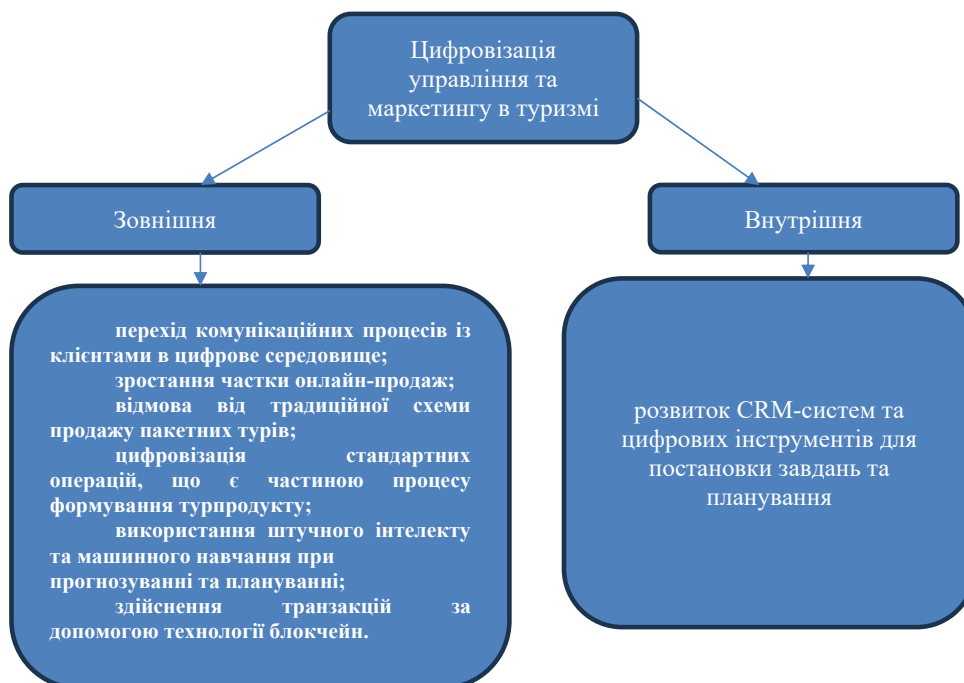 Цифровізація
управління та
маркетингу в туризмі
Зовнішня
Внутрішня
перехід комунікаційних процесів із
клієнтами в цифрове середовище;
зростання частки онлайн-продаж;
відмова від традиційної схеми
продажу пакетних турів;
цифровізація стандартних
операцій, що є частиною процесу
формування турпродукту;
використання штучного інтелекту
та машинного навчання при
прогнозуванні та плануванні;
здійснення транзакцій за
допомогою технології блокчейн.
розвиток CRM-систем та
цифрових інструментів для
постановки завдань та
планування